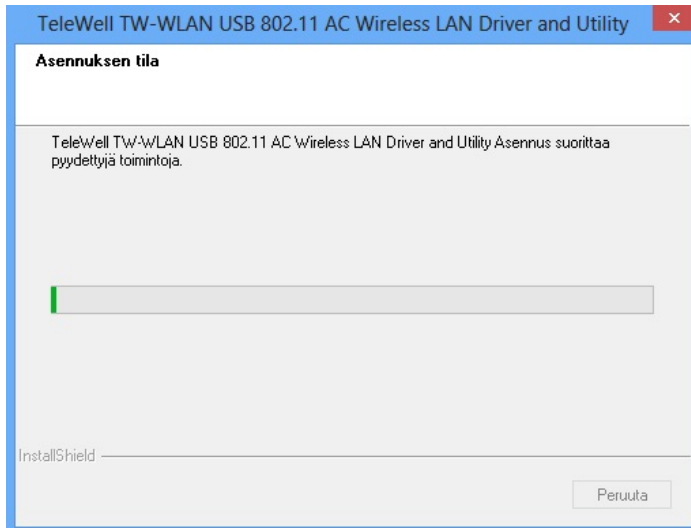 TeleWell TW-WLAN USB 802.11 AC Wireless LAN Driver and Utility
Asennuksen tila
TeleWell TW-WLAN USB 802.11 AC Wireless LAN Driver and Utility Asennus suorittaa
pyydettyjä toimintoja.
InstallShield
Peruuta